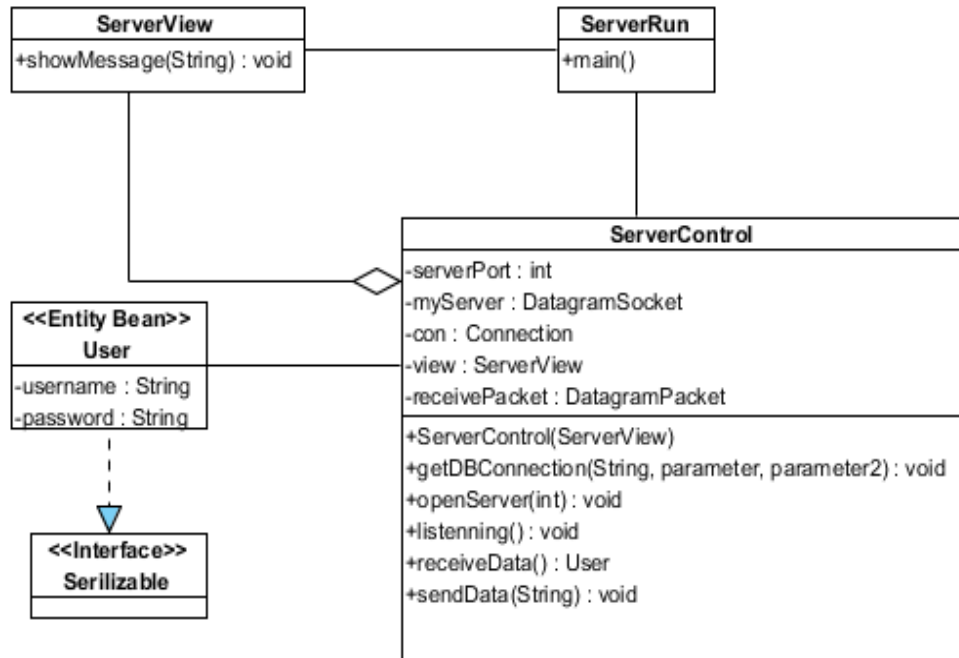 ServerView
+showMessage(String) : void
ServerRun
+main()
ServerControl
-serverPort : int
-myServer : DatagramSocket
-con : Connection
-view : ServerView
-receivePacket : DatagramPacket
+ServerControl(ServerView)
+getDBConnection(String, parameter, parameter2) : void
+openServer(int) : void
+listenning() : void
+receiveData() : User
+sendData(String) : void
<<Entity Bean>>
User
-username : String
-password : String
<<Interface>>
Serilizable